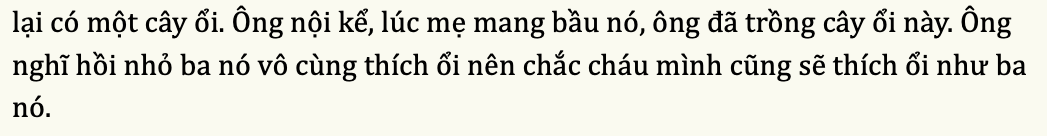 lại có một cây ổi. Ông nội kể, lúc mẹ mang bầu nó, ông đã trồng cây ổi này. Ông
nghĩ hồi nhỏ ba nó vô cùng thích ổi nên chắc cháu mình cũng sẽ thích ổi như ba
nó.